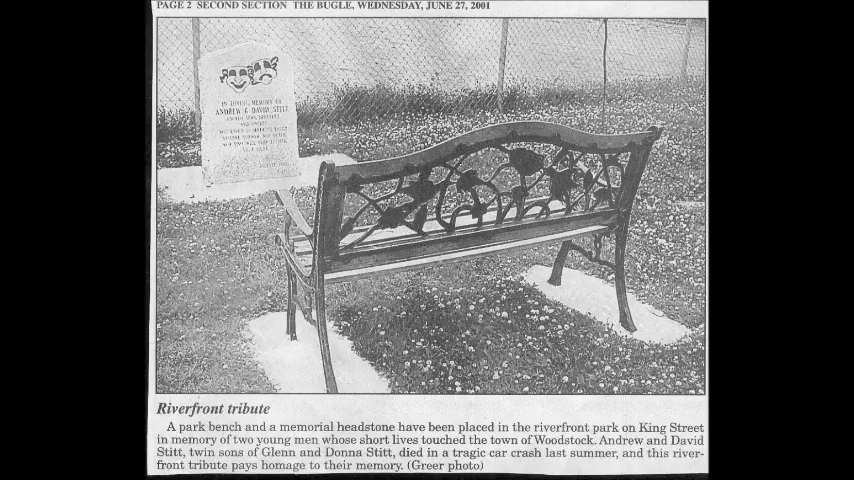 PAGE 2 SECOND SECTION THE BUGLE, WEDNESDAY, JUNE 27, 2001
IN LOVING MEMORY OF
ANDREW & DAVID STITT
Riverfront tribute
A park bench and a memorial headstone have been placed in the riverfront park on King Street
in memory of two young men whose short lives touched the town of Woodstock. Andrew and David
Stitt, twin sons of Glenn and Donna Stitt, died in a tragic car crash last summer, and this river-
front tribute pays homage to their memory. (Greer photo)